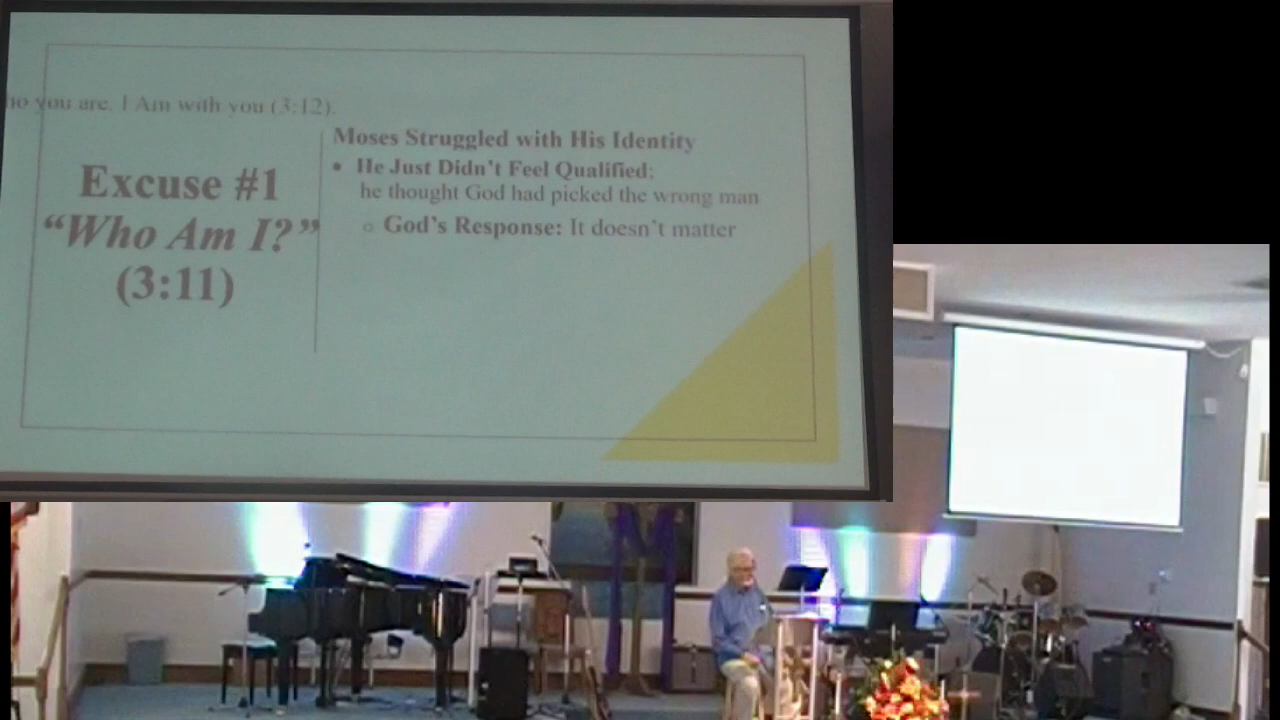 you are. I Am with you (3:12).
Excuse #1
“Who Am I?”
(3:11)
Moses Struggled with His Identity
• He Just Didn’t Feel Qualified:
he thought God had picked the wrong man
○ God’s Response: It doesn’t matter